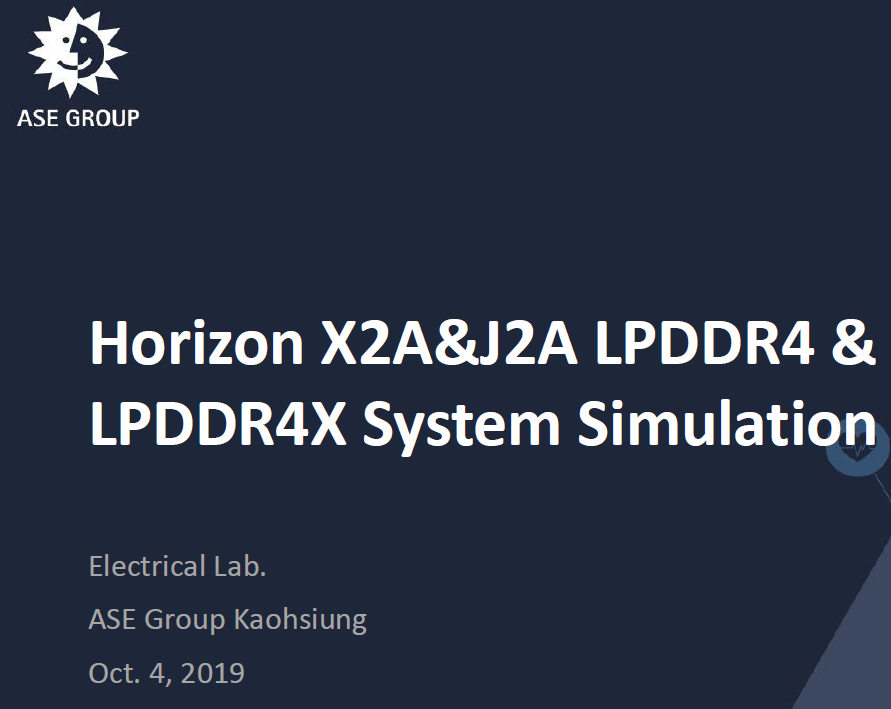 ASE GROUP
Horizon X2A&J2A LPDDR4 &
LPDDR4X System Simulation
Electrical Lab.
ASE Group Kaohsiung
Oct. 4, 2019